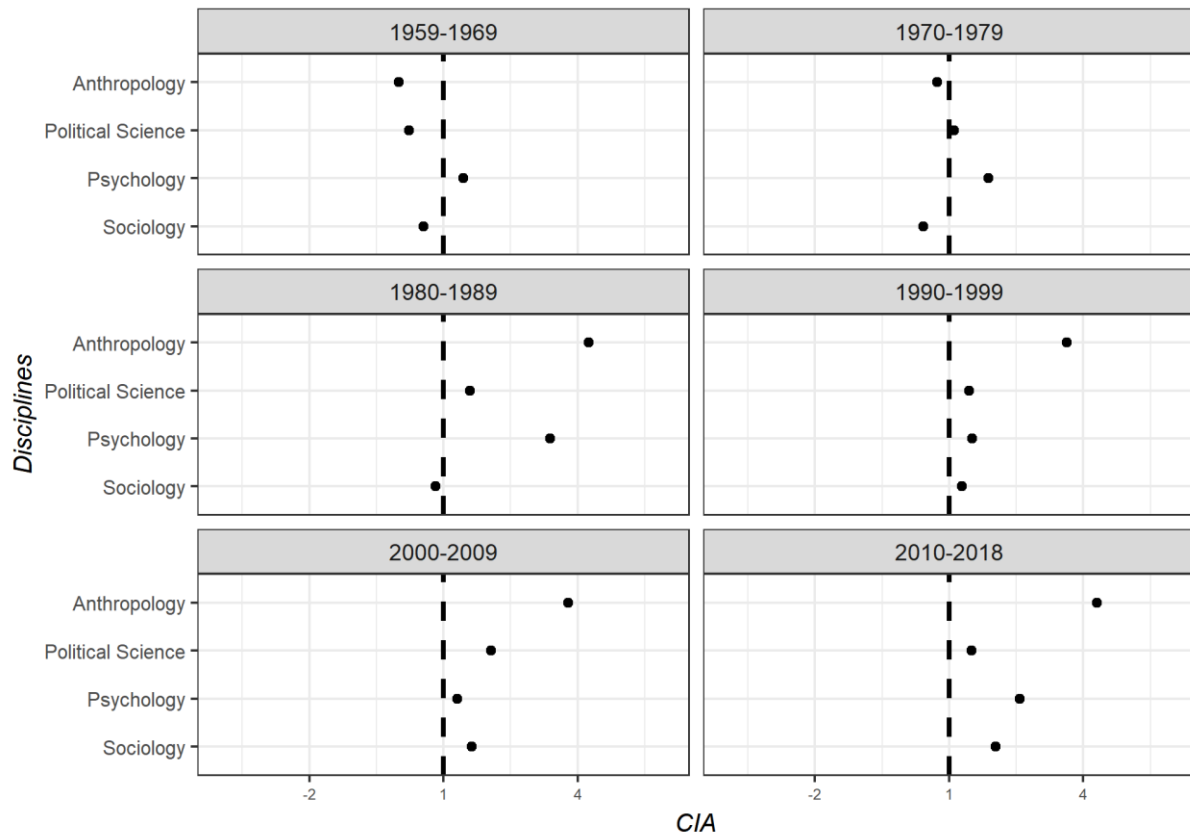 1959-1969
1970-1979
Anthropology
Political Science
Psychology
Sociology
1980-1989
1990-1999
Anthropology
Political Science
Psychology
Sociology
Disciplines
2000-2009
2010-2018
Anthropology
Political Science
Psychology
Sociology
-2 1 4
-2 1 4
CIA